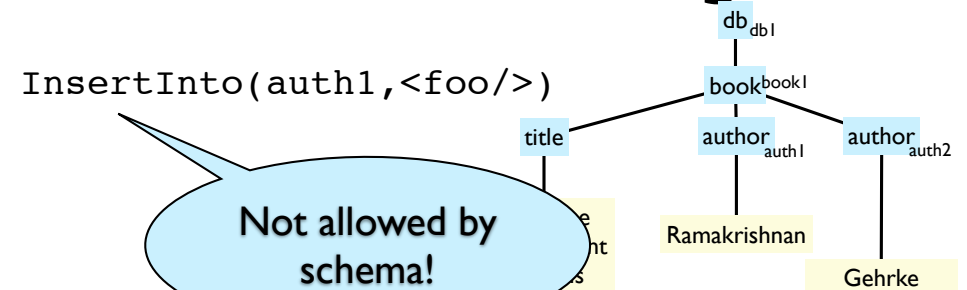 db db1
InsertInto(auth1,<foo/>)
book book1
title
author auth1
author auth2
Not allowed by
schema!
Ramakrishnan
Gehrke